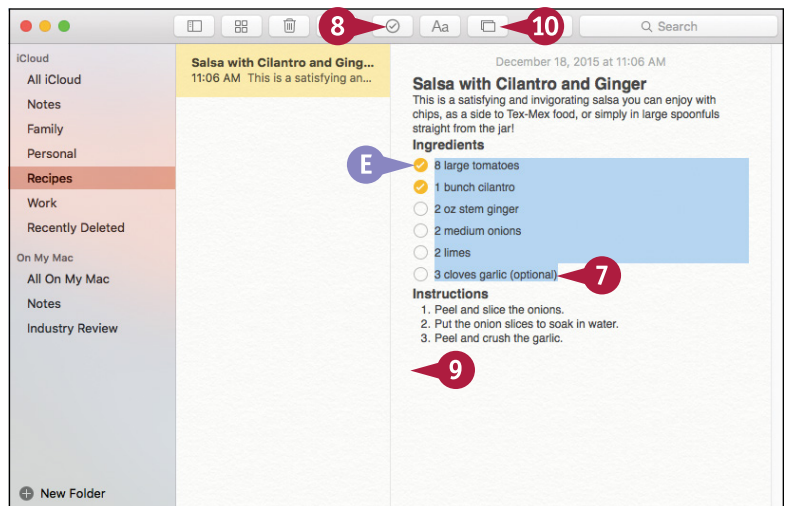 8
Aa
10
Search
iCloud
All iCloud
Notes
Family
Personal
Recipes
Work
Recently Deleted
On My Mac
All On My Mac
Notes
Industry Review
New Folder
Salsa with Cilantro and Ging...
11:06 AM This is a satisfying an...
December 18, 2015 at 11:06 AM
Salsa with Cilantro and Ginger
This is a satisfying and invigorating salsa you can enjoy with
chips, as a side to Tex-Mex food, or simply in large spoonfuls
straight from the jar!
Ingredients
E
8 large tomatoes
1 bunch cilantro
2 oz stem ginger
2 medium onions
2 limes
3 cloves garlic (optional)
7
Instructions
1. Peel and slice the onions.
2. Put the onion slices to soak in water.
3. Peel and crush the garlic.
9